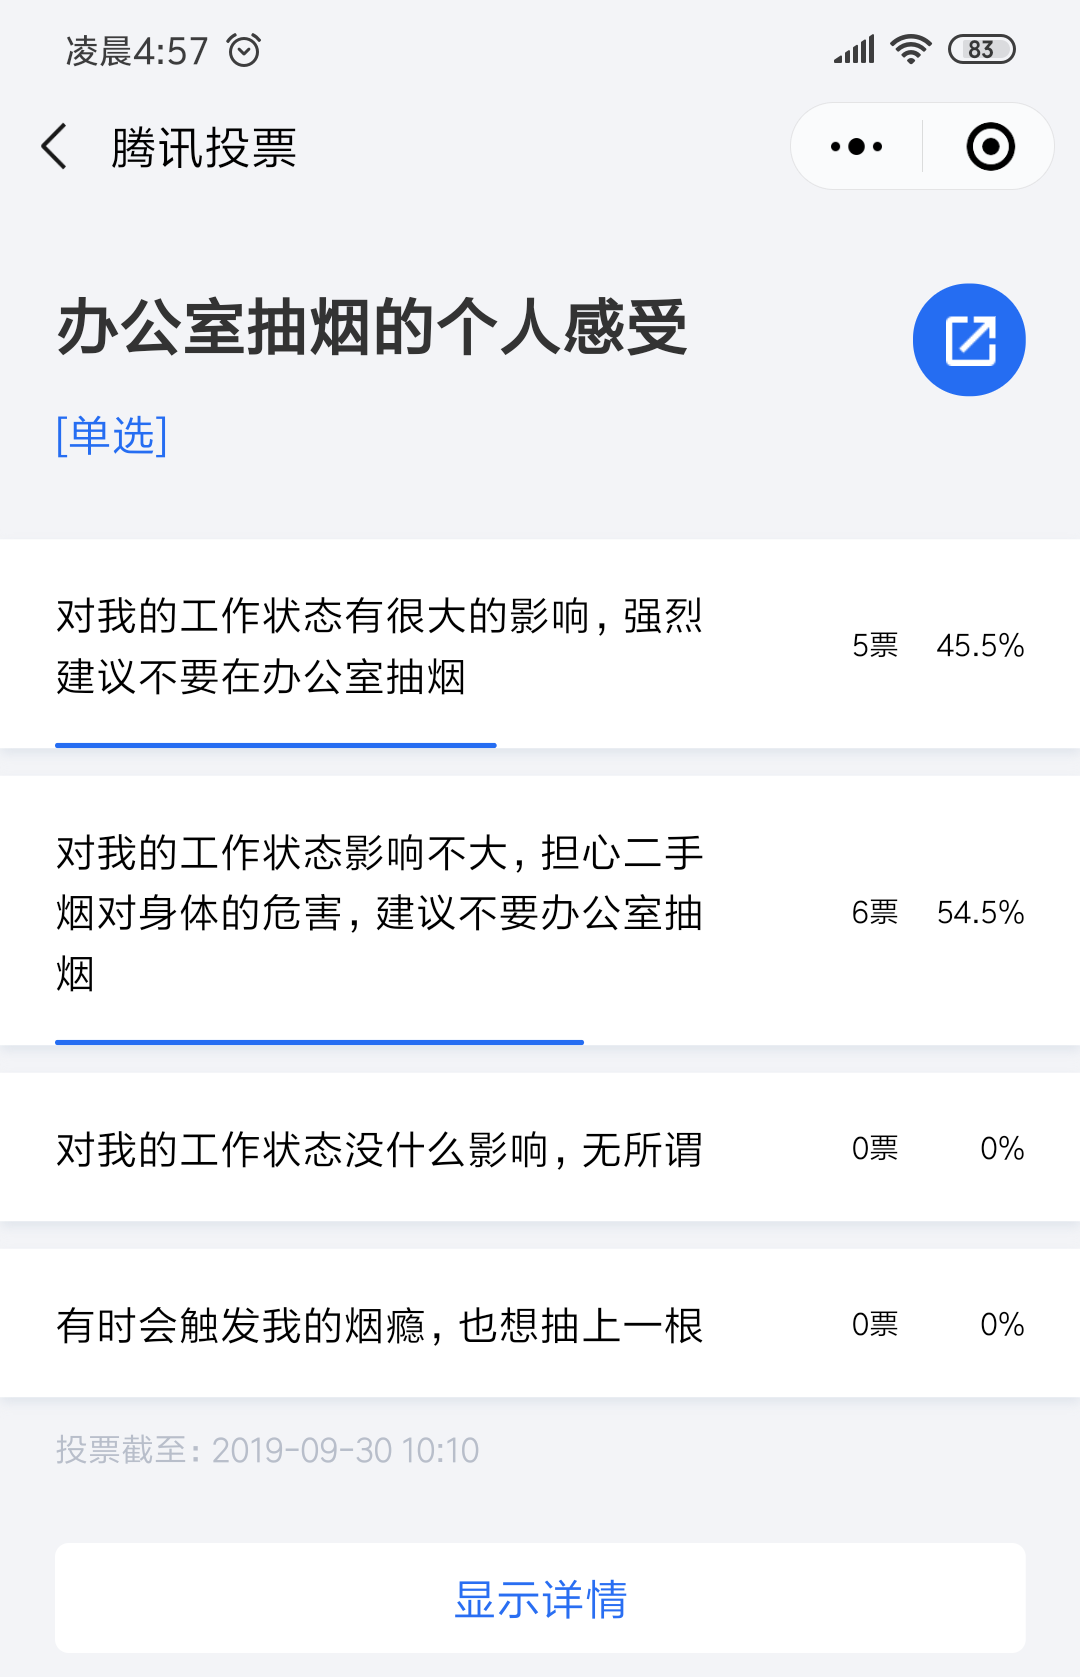 凌晨4:57
83
腾讯投票
办公室抽烟的个人感受
[单选]
对我的工作状态有很大的影响，强烈
建议不要在办公室抽烟
5票 45.5%
对我的工作状态影响不大，担心二手
烟对身体的危害，建议不要办公室抽
烟
6票 54.5%
对我的工作状态没什么影响，无所谓
0票 0%
有时会触发我的烟瘾，也想抽上一根
0票 0%
投票截至：2019-09-30 10:10
显示详情